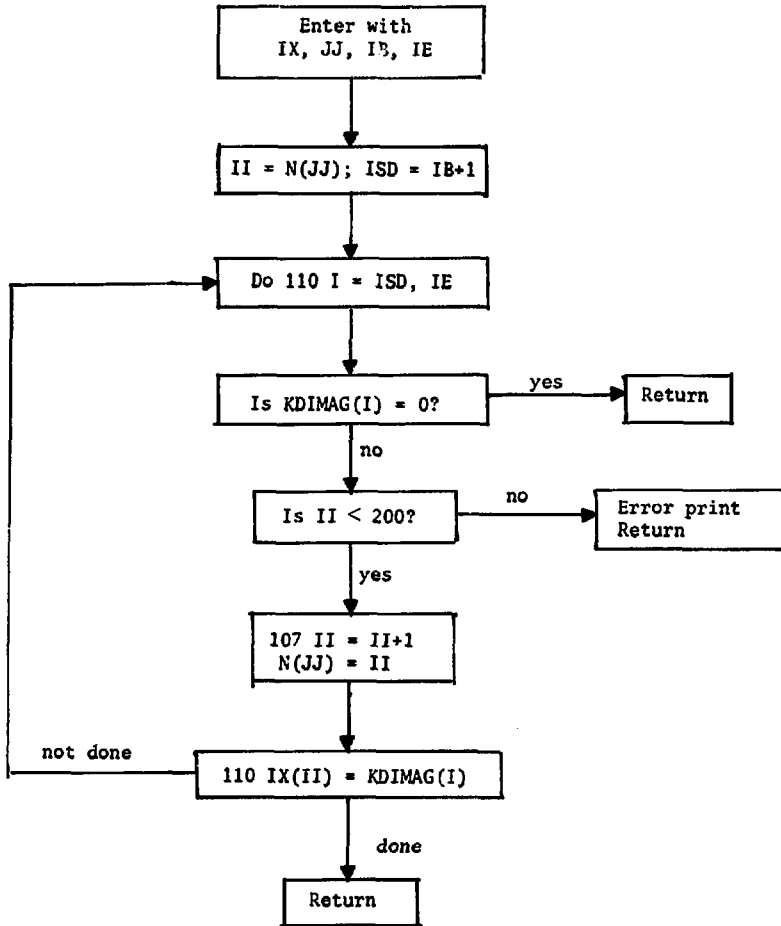 Enter with
IX, JJ, IB, IE
II = N(JJ); ISD = IB+1
Do 110 I = ISD, IE
Is KDIMAG(I) = 0?
yes
Return
no
Is II < 200?
no
Error print
Return
yes
107 II = II+1
N(JJ) = II
not done
110 IX(II) = KDIMAG(I)
done
Return